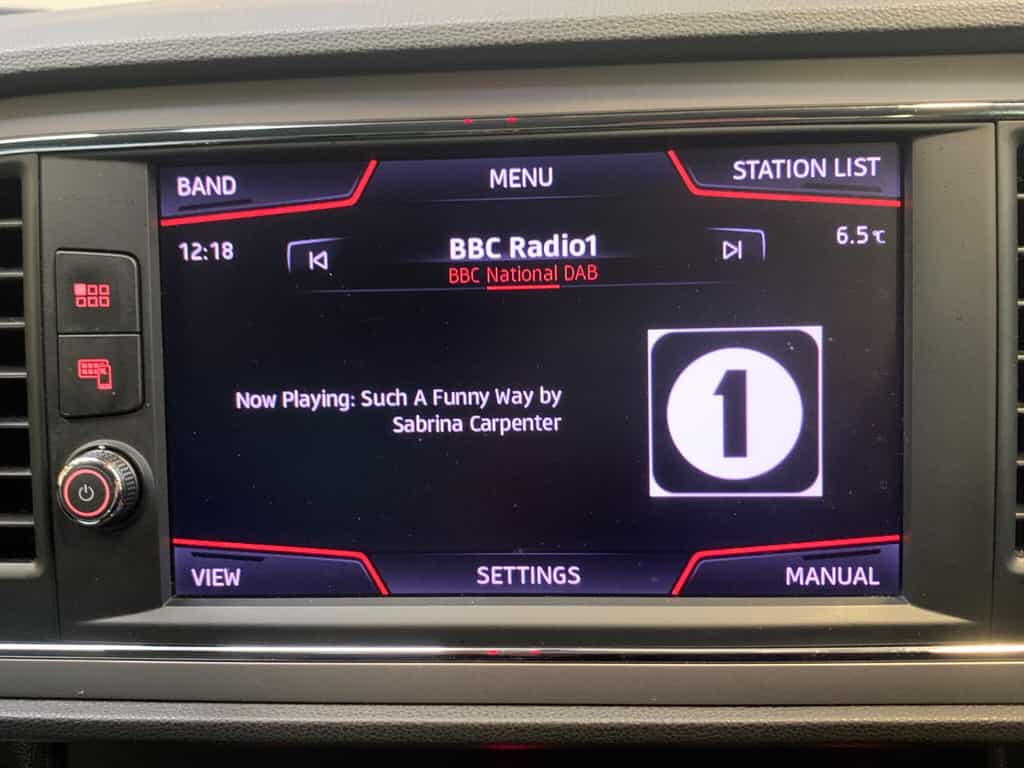 BAND
MENU
STATION LIST
12:18
BBC Radio1
6.5°C
BBC National DAB
Now Playing: Such A Funny Way by
Sabrina Carpenter
1
VIEW
SETTINGS
MANUAL